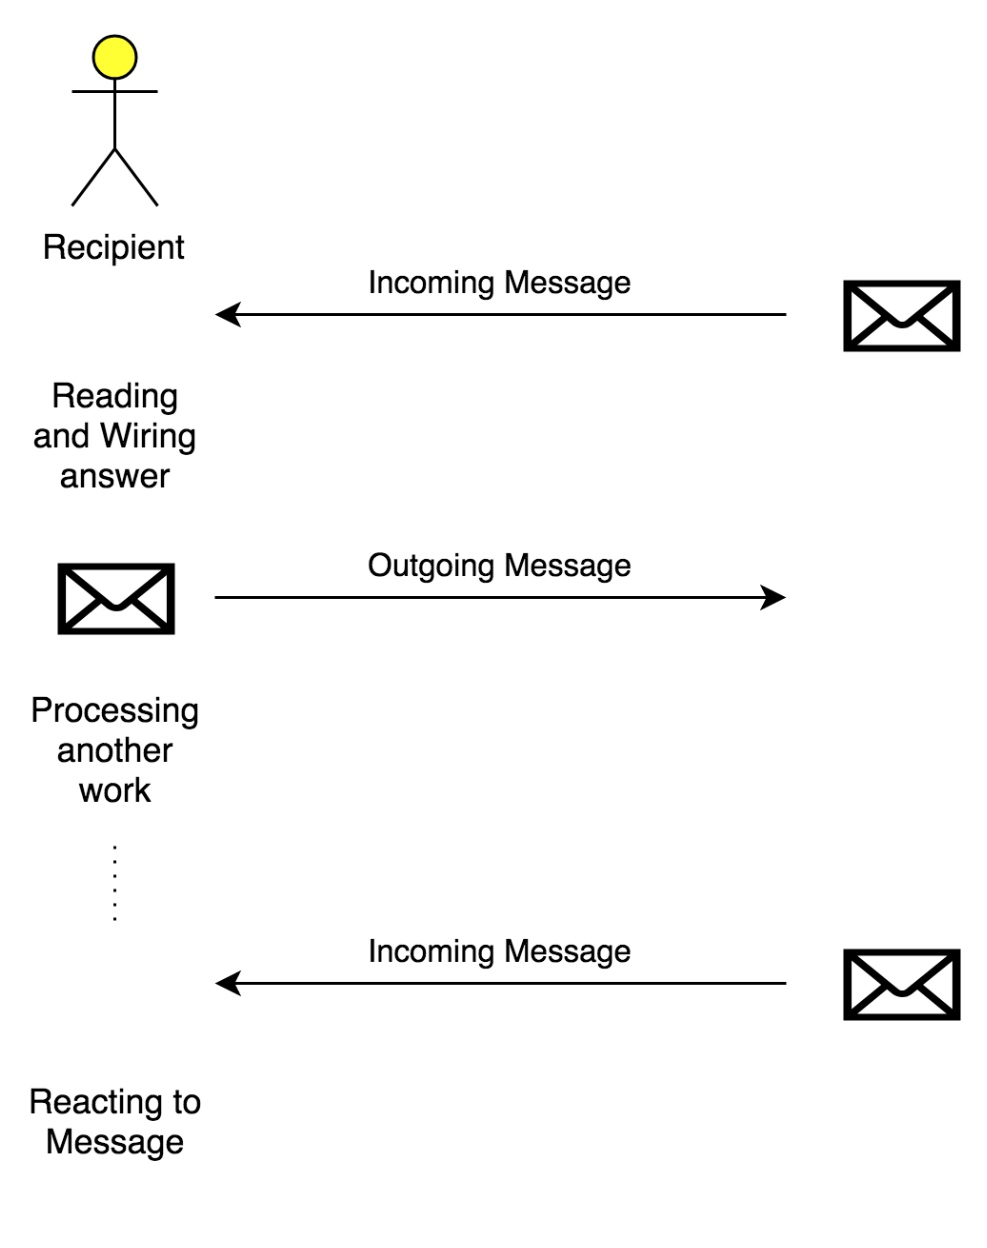 Recipient
Incoming Message
Reading
and Wiring
answer
Outgoing Message
Processing
another
work
Incoming Message
Reacting to
Message